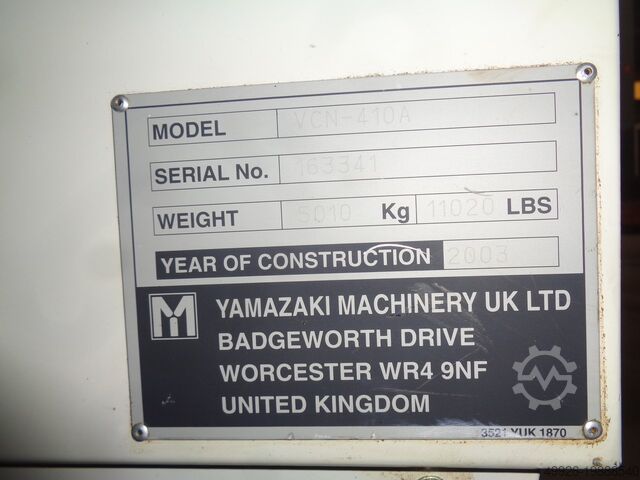 MODEL VCN-410A
SERIAL No. 163341
WEIGHT 5010 Kg 11020 LBS
YEAR OF CONSTRUCTION 2003
YAMAZAKI MACHINERY UK LTD
BADGEWORTH DRIVE
WORCESTER WR4 9NF
UNITED KINGDOM
3521 YUK 1870